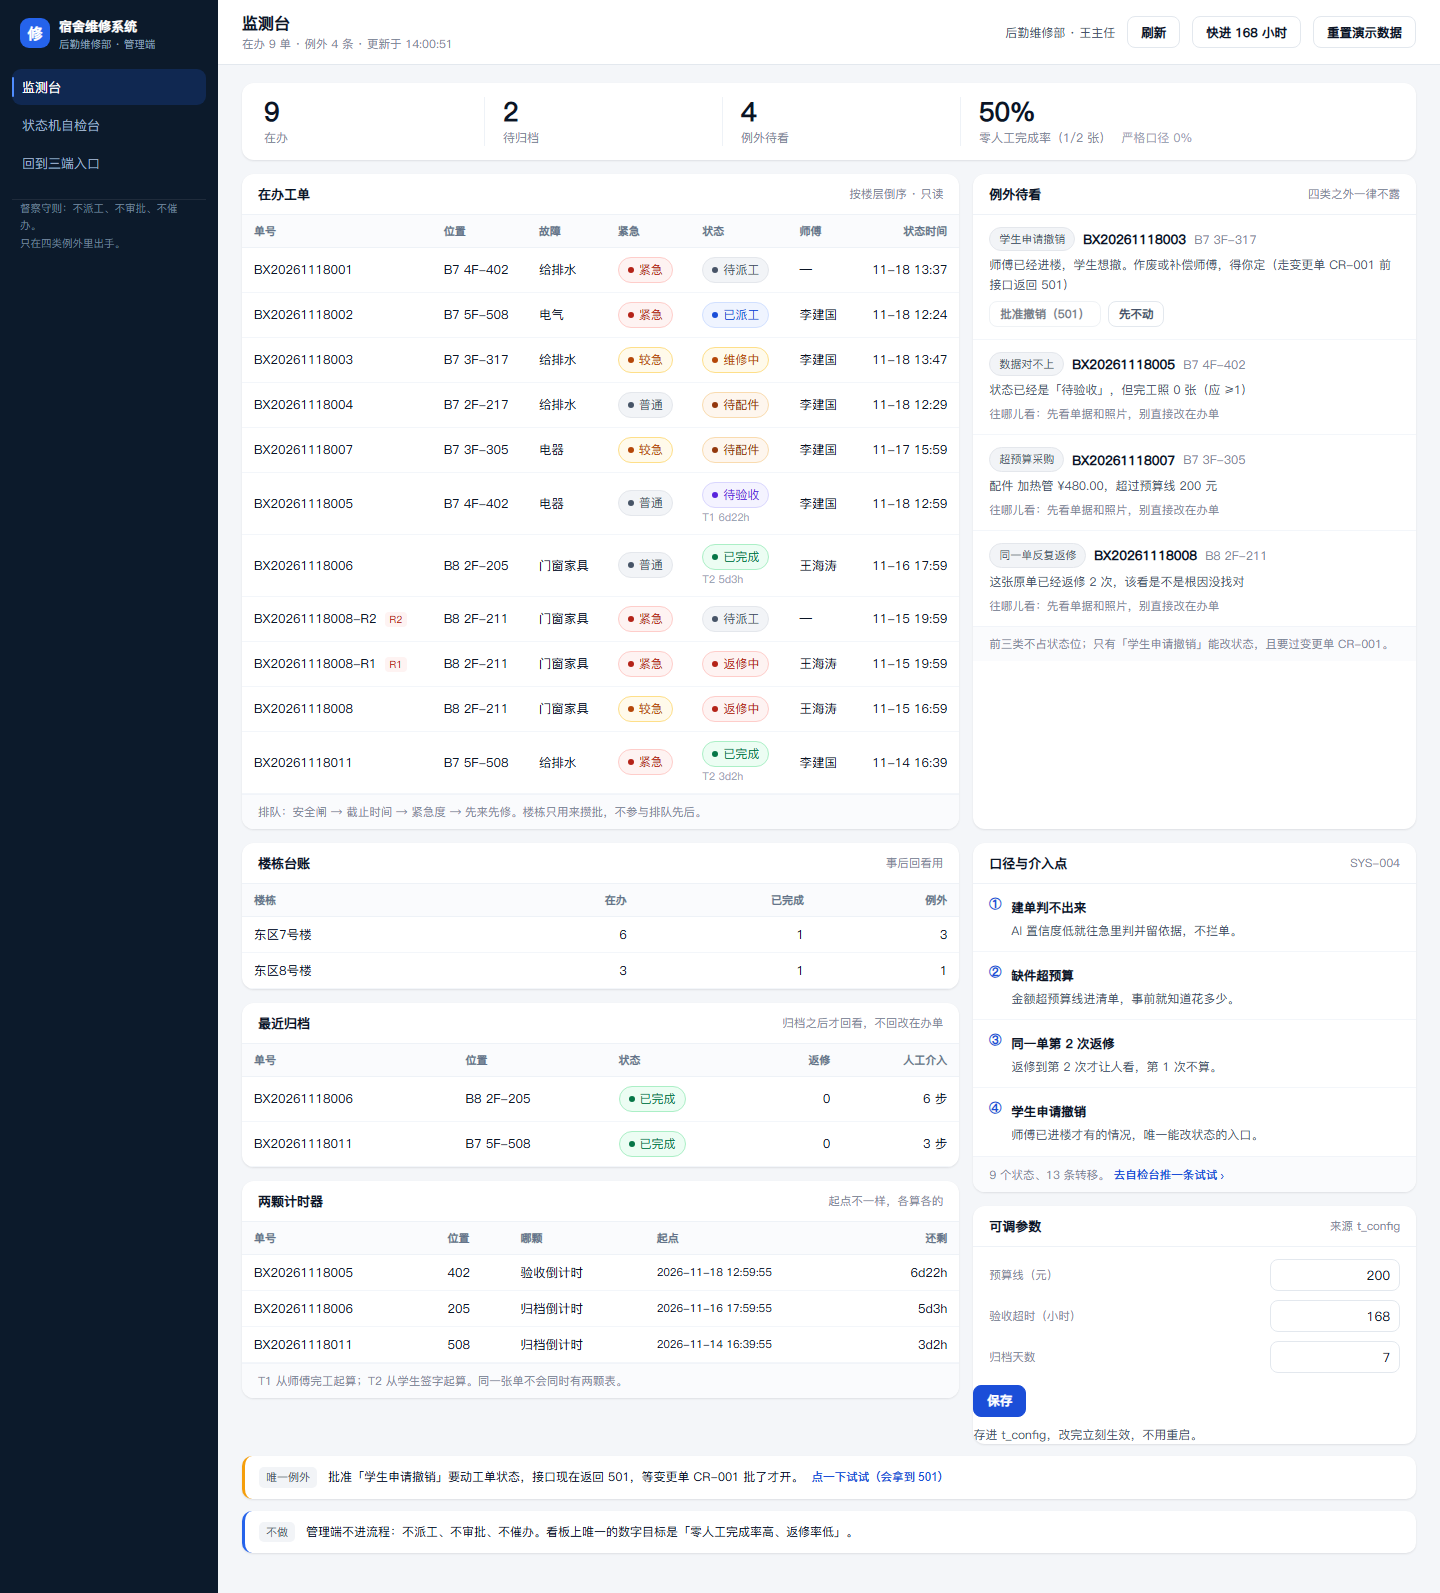 修
宿舍维修系统
后勤维修部 · 管理端
监测台
状态机自检台
回到三端入口
督察守则：不派工、不审批、不催
办。
只在四类例外里出手。
监测台
在办 9 单 · 例外 4 条 · 更新于 14:00:51
后勤维修部 · 王主任
刷新
快进 168 小时
重置演示数据
9
在办
2
待归档
4
例外待看
50%
零人工完成率（1/2 张） 严格口径 0%
在办工单 按楼层倒序 · 只读
单号 位置 故障 紧急 状态 师傅 状态时间
BX20261118001 B7 4F-402 给排水 紧急 待派工 — 11-18 13:37
BX20261118002 B7 5F-508 电气 紧急 已派工 李建国 11-18 12:24
BX20261118003 B7 3F-317 给排水 较急 维修中 李建国 11-18 13:47
BX20261118004 B7 2F-217 给排水 普通 待配件 李建国 11-18 12:29
BX20261118007 B7 3F-305 电器 较急 待配件 李建国 11-17 15:59
BX20261118005 B7 4F-402 电器 普通 待验收 李建国 11-18 12:59
T1 6d22h
BX20261118006 B8 2F-205 门窗家具 普通 已完成 王海涛 11-16 17:59
T2 5d3h
BX20261118008-R2 R2 B8 2F-211 门窗家具 紧急 待派工 — 11-15 19:59
BX20261118008-R1 R1 B8 2F-211 门窗家具 紧急 返修中 王海涛 11-15 19:59
BX20261118008 B8 2F-211 门窗家具 较急 返修中 王海涛 11-15 16:59
BX20261118011 B7 5F-508 给排水 紧急 已完成 李建国 11-14 16:39
T2 3d2h
排队：安全闸 → 截止时间 → 紧急度 → 先来先修。楼栋只用来攒批，不参与排队先后。
例外待看 四类之外一律不露
学生申请撤销 BX20261118003 B7 3F-317
师傅已经进楼，学生想撤。作废或补偿师傅，得你定（走变更单 CR-001 前
接口返回 501）
批准撤销（501） 先不动
数据对不上 BX20261118005 B7 4F-402
状态已经是「待验收」，但完工照 0 张（应 ≥1）
往哪儿看：先看单据和照片，别直接改在办单
超预算采购 BX20261118007 B7 3F-305
配件 加热管 ¥480.00，超过预算线 200 元
往哪儿看：先看单据和照片，别直接改在办单
同一单反复返修 BX20261118008 B8 2F-211
这张原单已经返修 2 次，该看是不是根因没找对
往哪儿看：先看单据和照片，别直接改在办单
前三类不占状态位；只有「学生申请撤销」能改状态，且要过变更单 CR-001。
楼栋台账 事后回看用
楼栋 在办 已完成 例外
东区7号楼 6 1 3
东区8号楼 3 1 1
最近归档 归档之后才回看，不回改在办单
单号 位置 状态 返修 人工介入
BX20261118006 B8 2F-205 已完成 0 6 步
BX20261118011 B7 5F-508 已完成 0 3 步
两颗计时器 起点不一样，各算各的
单号 位置 哪颗 起点 还剩
BX20261118005 402 验收倒计时 2026-11-18 12:59:55 6d22h
BX20261118006 205 归档倒计时 2026-11-16 17:59:55 5d3h
BX20261118011 508 归档倒计时 2026-11-14 16:39:55 3d2h
T1 从师傅完工起算；T2 从学生签字起算。同一张单不会同时有两颗表。
口径与介入点 SYS-004
① 建单判不出来
AI 置信度低就往急里判并留依据，不拦单。
② 缺件超预算
金额超预算线进清单，事前就知道花多少。
③ 同一单第 2 次返修
返修到第 2 次才让人看，第 1 次不算。
④ 学生申请撤销
师傅已进楼才有的情况，唯一能改状态的入口。
9 个状态、13 条转移。 去自检台推一条试试 ›
可调参数 来源 t_config
预算线（元） 200
验收超时（小时） 168
归档天数 7
保存
存进 t_config，改完立刻生效，不用重启。
唯一例外 批准「学生申请撤销」要动工单状态，接口现在返回 501，等变更单 CR-001 批了才开。 点一下试试（会拿到 501）
不做 管理端不进流程：不派工、不审批、不催办。看板上唯一的数字目标是「零人工完成率高、返修率低」。